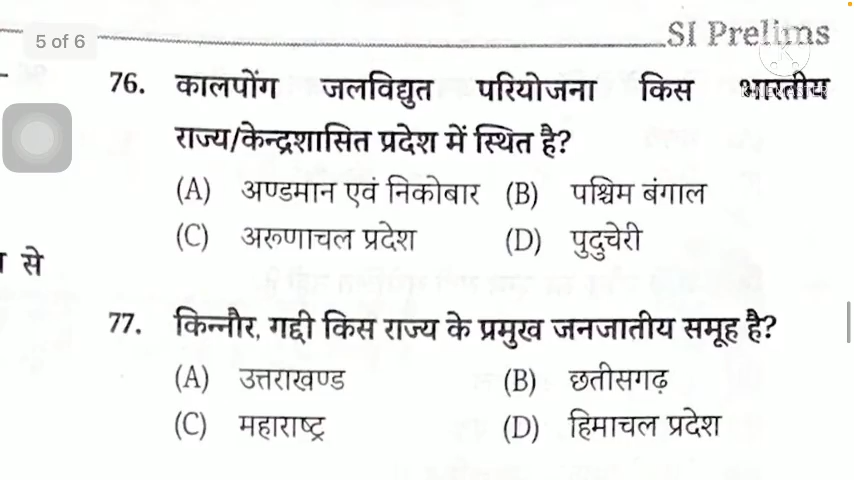 5 of 6
SI Prelims
KINEMASTER
76. कालपोंग जलविद्युत परियोजना किस भारतीय
राज्य/केन्द्रशासित प्रदेश में स्थित है?
(A) अण्डमान एवं निकोबार (B) पश्चिम बंगाल
(C) अरुणाचल प्रदेश (D) पुदुचेरी
से
77. किन्नौर, गद्दी किस राज्य के प्रमुख जनजातीय समूह है?
(A) उत्तराखण्ड (B) छतीसगढ़
(C) महाराष्ट्र (D) हिमाचल प्रदेश